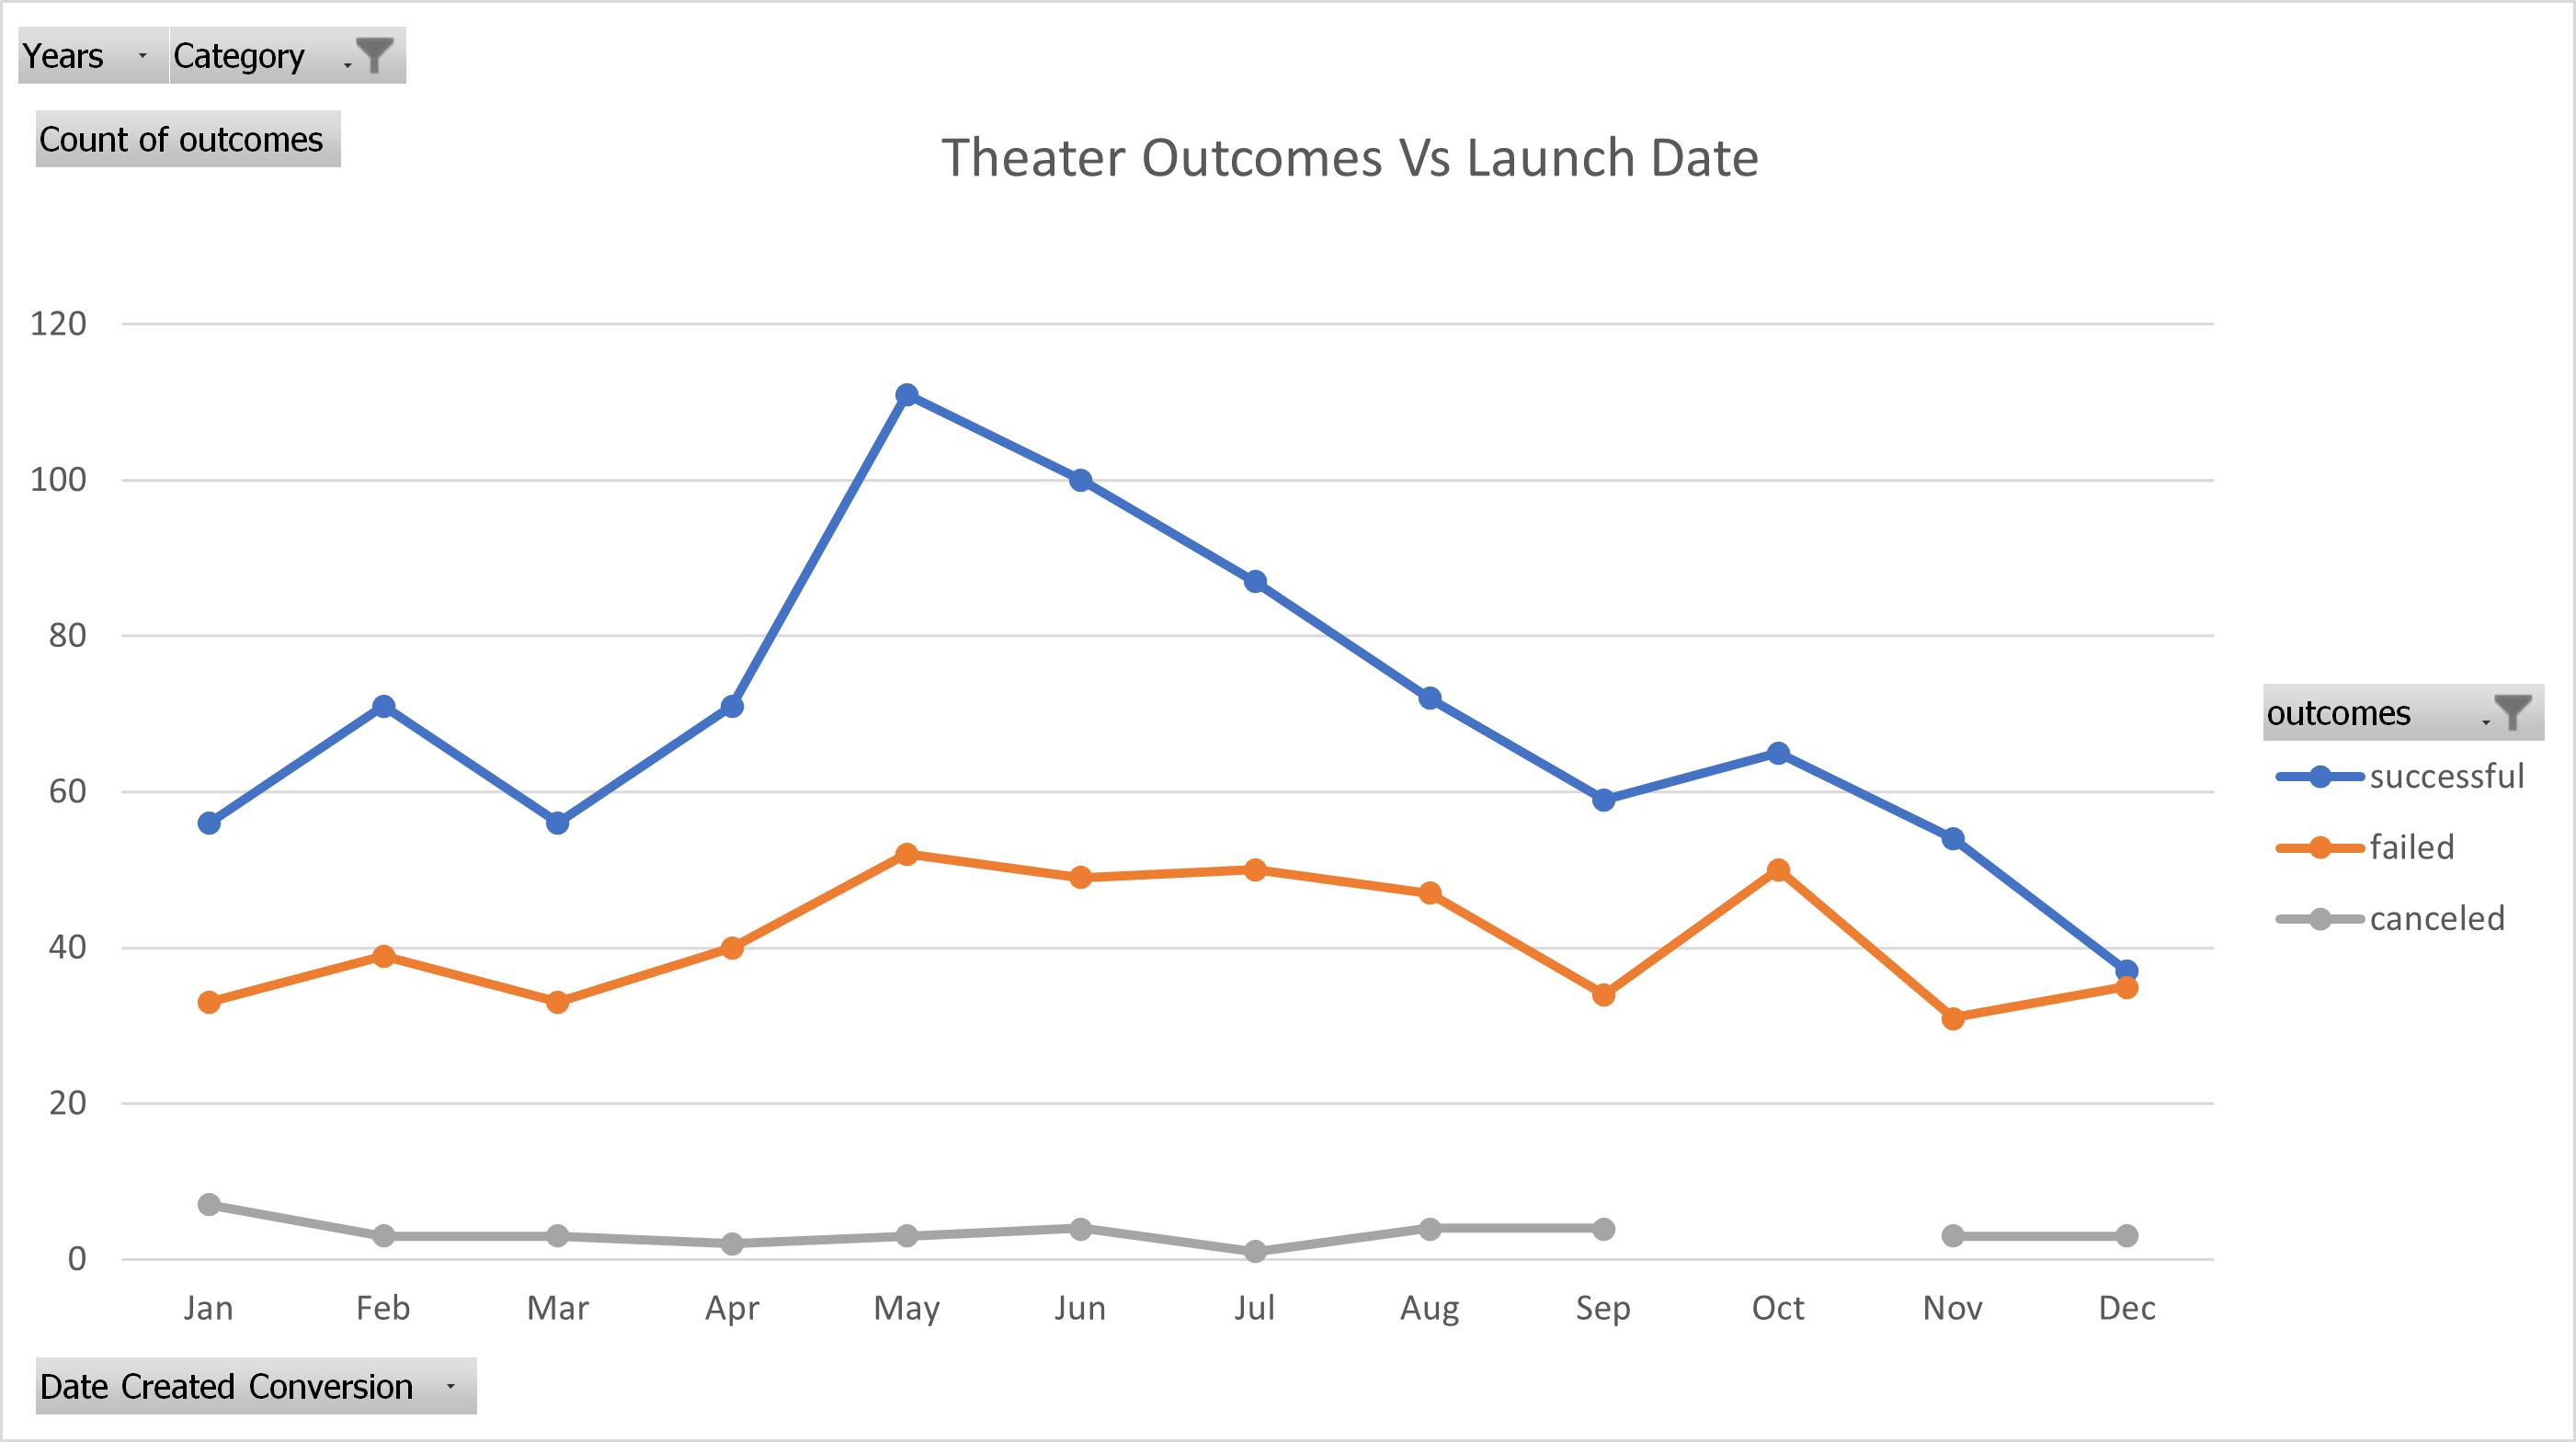 Years Category
Count of outcomes
Theater Outcomes Vs Launch Date
120
100
80
60
40
20
0
Jan Feb Mar Apr May Jun Jul Aug Sep Oct Nov Dec
outcomes
successful
failed
canceled
Date Created Conversion